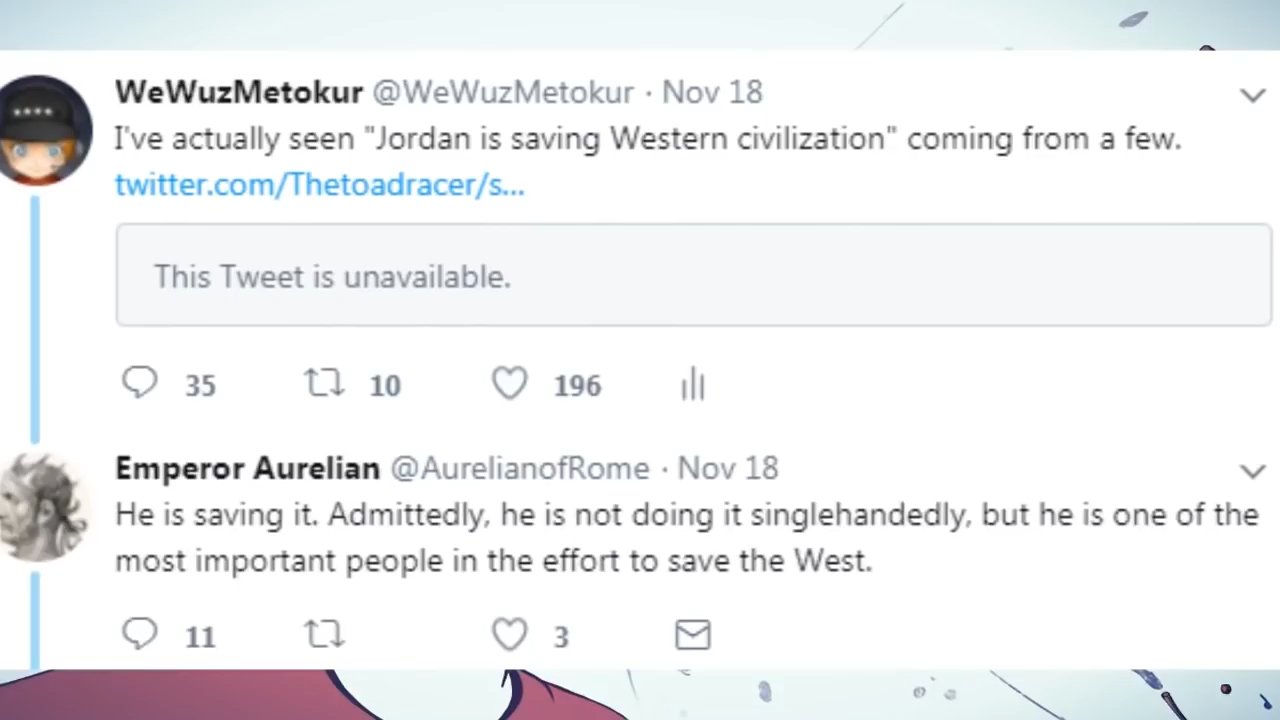 WeWuzMetokur @WeWuzMetokur · Nov 18
I've actually seen "Jordan is saving Western civilization" coming from a few.
twitter.com/Thetoadracer/s...
This Tweet is unavailable.
35 10 196
Emperor Aurelian @AurelianofRome · Nov 18
He is saving it. Admittedly, he is not doing it singlehandedly, but he is one of the
most important people in the effort to save the West.
11 3